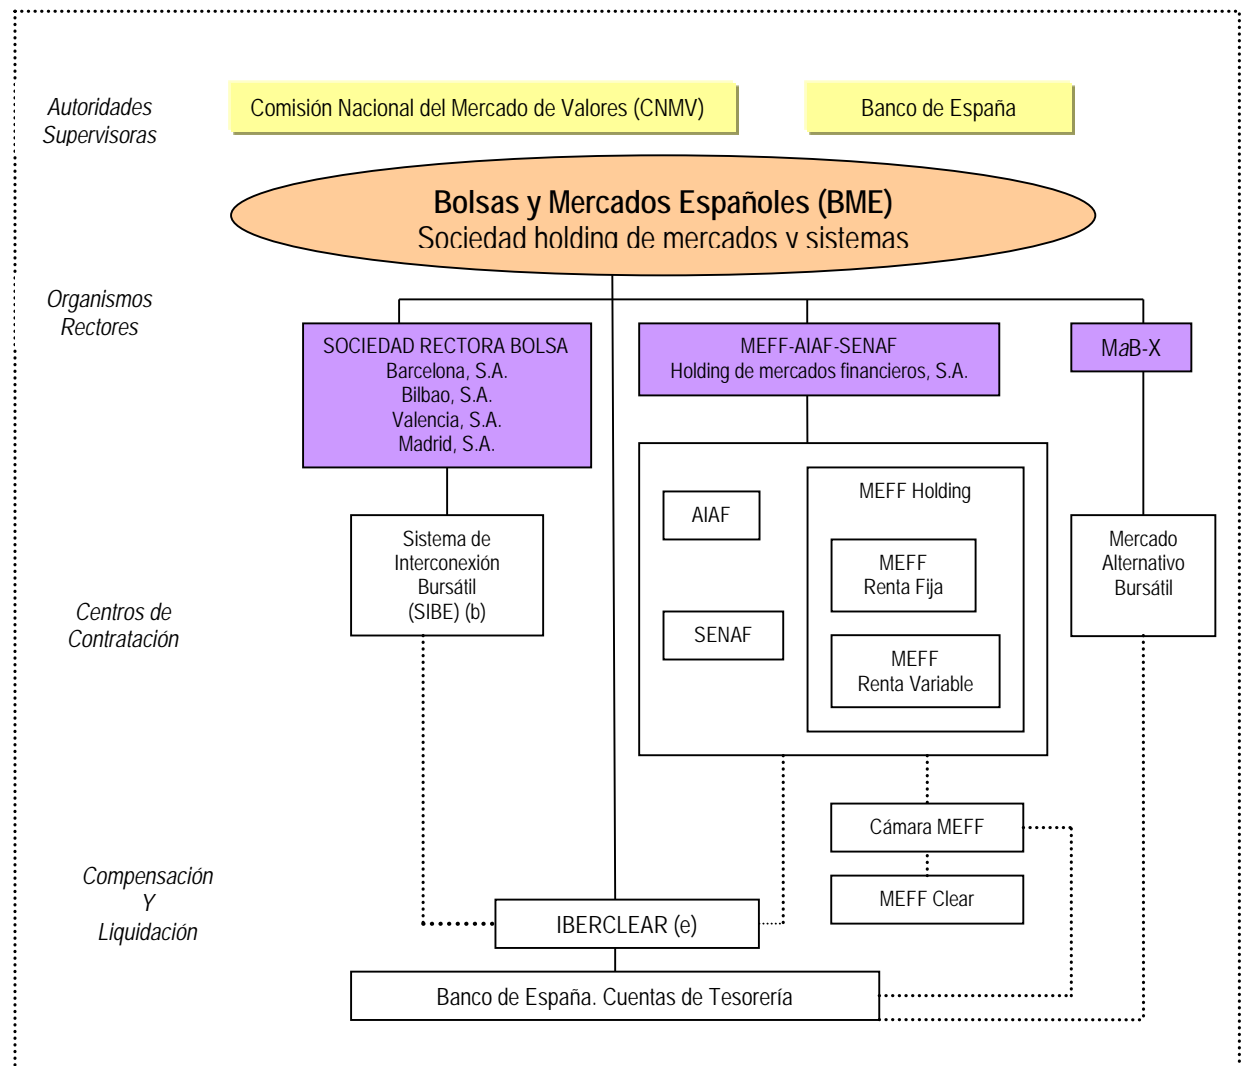 Autoridades
Supervisoras
Comisión Nacional del Mercado de Valores (CNMV)
Banco de España
Bolsas y Mercados Españoles (BME)
Sociedad holding de mercados y sistemas
Organismos
Rectores
SOCIEDAD RECTORA BOLSA
Barcelona, S.A.
Bilbao, S.A.
Valencia, S.A.
Madrid, S.A.
MEFF-AIAF-SENAF
Holding de mercados financieros, S.A.
MaB-X
Centros de
Contratación
Sistema de
Interconexión
Bursátil
(SIBE) (b)
AIAF
SENAF
MEFF Holding
MEFF
Renta Fija
MEFF
Renta Variable
Mercado
Alternativo
Bursátil
Compensación
Y
Liquidación
Cámara MEFF
MEFF Clear
IBERCLEAR (e)
Banco de España. Cuentas de Tesorería